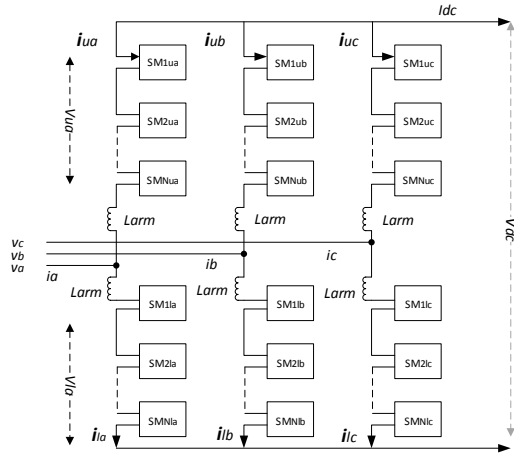 Idc
iua iub iuc
SM1ua SM1ub SM1uc
Vua
SM2ua SM2ub SM2uc
SMNua SMNub SMNuc
Larm Larm Larm
Vdc
vc
vb
va
ia ib ic
Larm Larm Larm
SM1la SM1lb SM1lc
Vla
SM2la SM2lb SM2lc
SMNla SMNlb SMNlc
ila ilb ilc